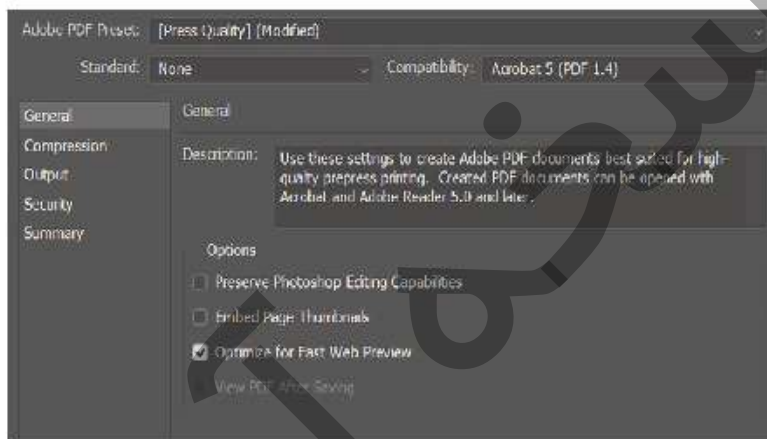 Adobe PDF Preset: [Press Quality] (Modified)
Standard: None Compatibility: Acrobat 5 (PDF 1.4)
General
Compression
Output
Security
Summary
General
Description: Use these settings to create Adobe PDF documents best suited for high-
quality prepress printing. Created PDF documents can be opened with
Acrobat and Adobe Reader 5.0 and later.
Options
Preserve Photoshop Editing Capabilities
Embed Page Thumbnails
Optimize for Fast Web Preview
View PDF After Saving